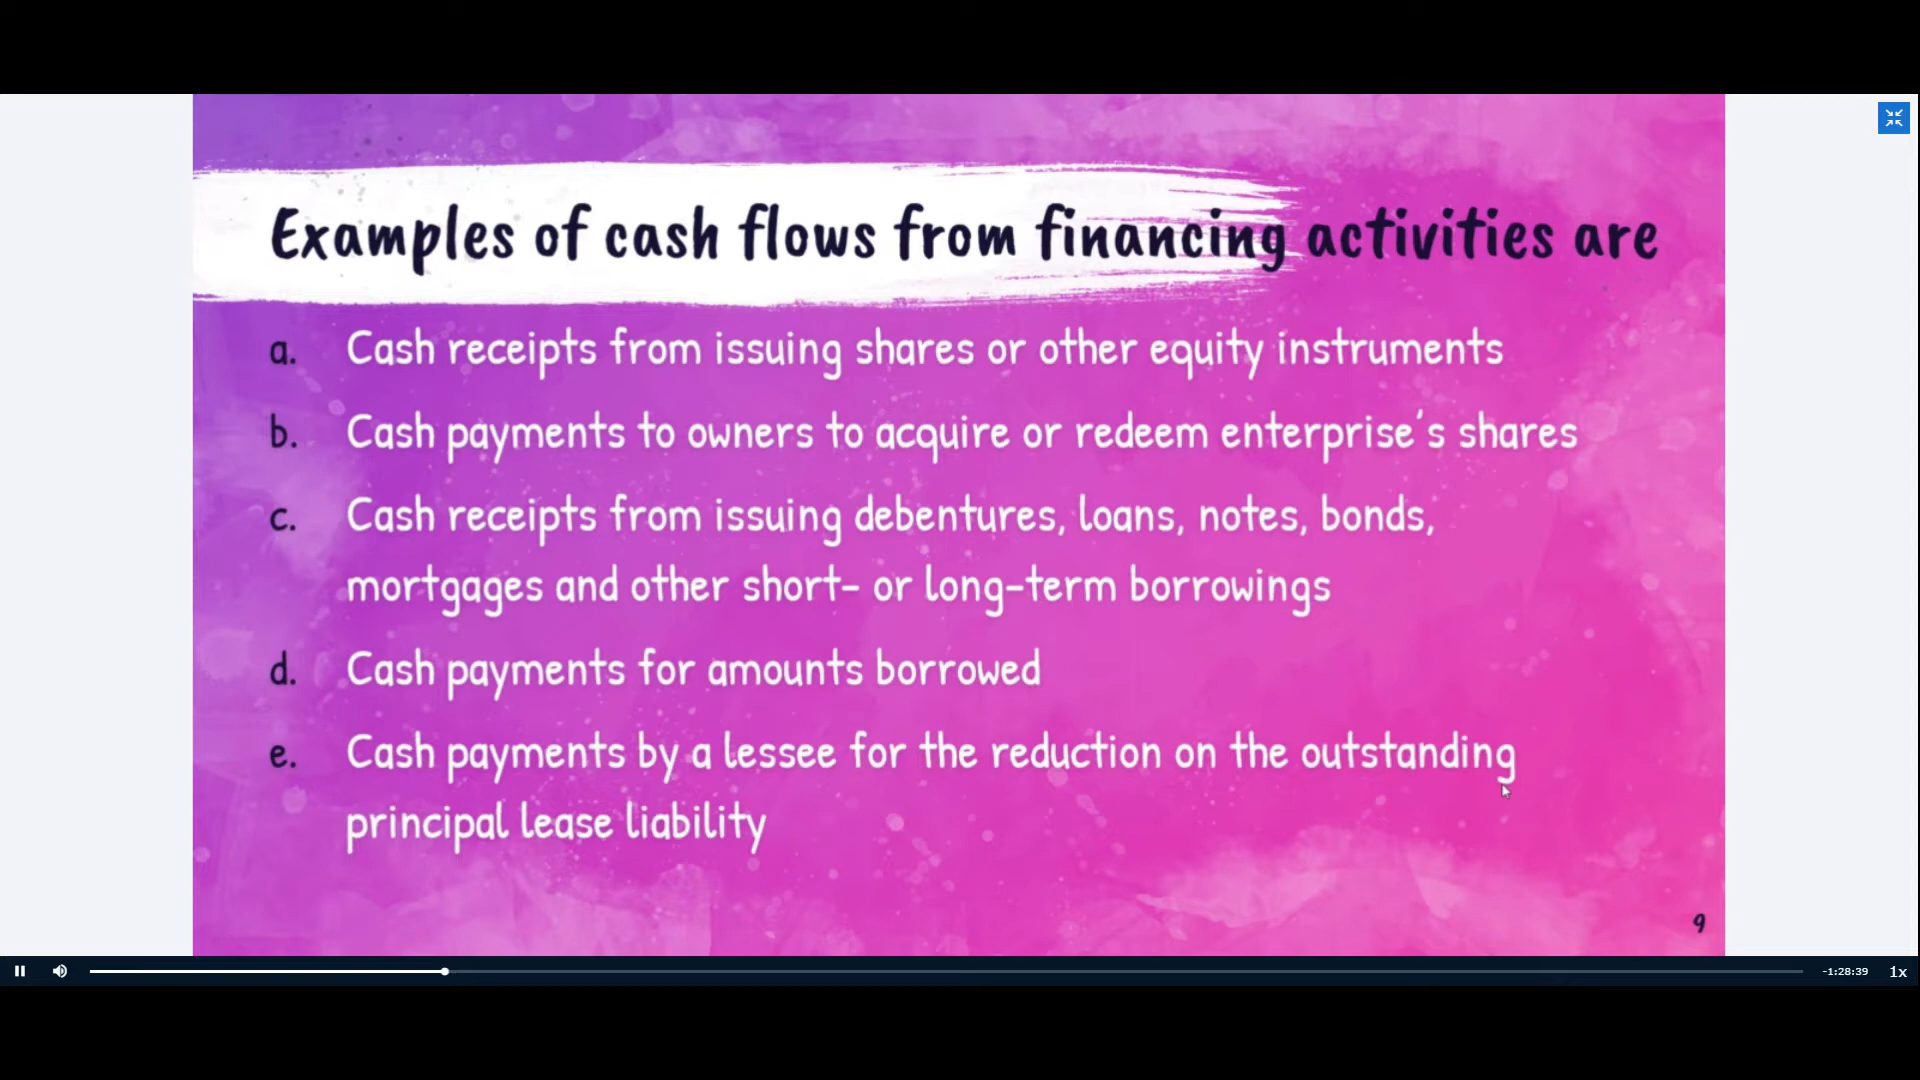 Examples of cash flows from financing activities are
a. Cash receipts from issuing shares or other equity instruments
b. Cash payments to owners to acquire or redeem enterprise's shares
c. Cash receipts from issuing debentures, loans, notes, bonds,
mortgages and other short- or long-term borrowings
d. Cash payments for amounts borrowed
e. Cash payments by a lessee for the reduction on the outstanding
principal lease liability
9
-1:28:39 1x